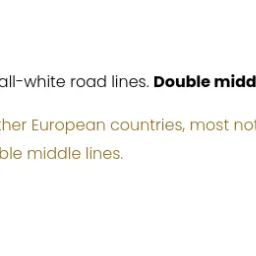 all-white road lines. Double midd
ther European countries, most not
ble middle lines.